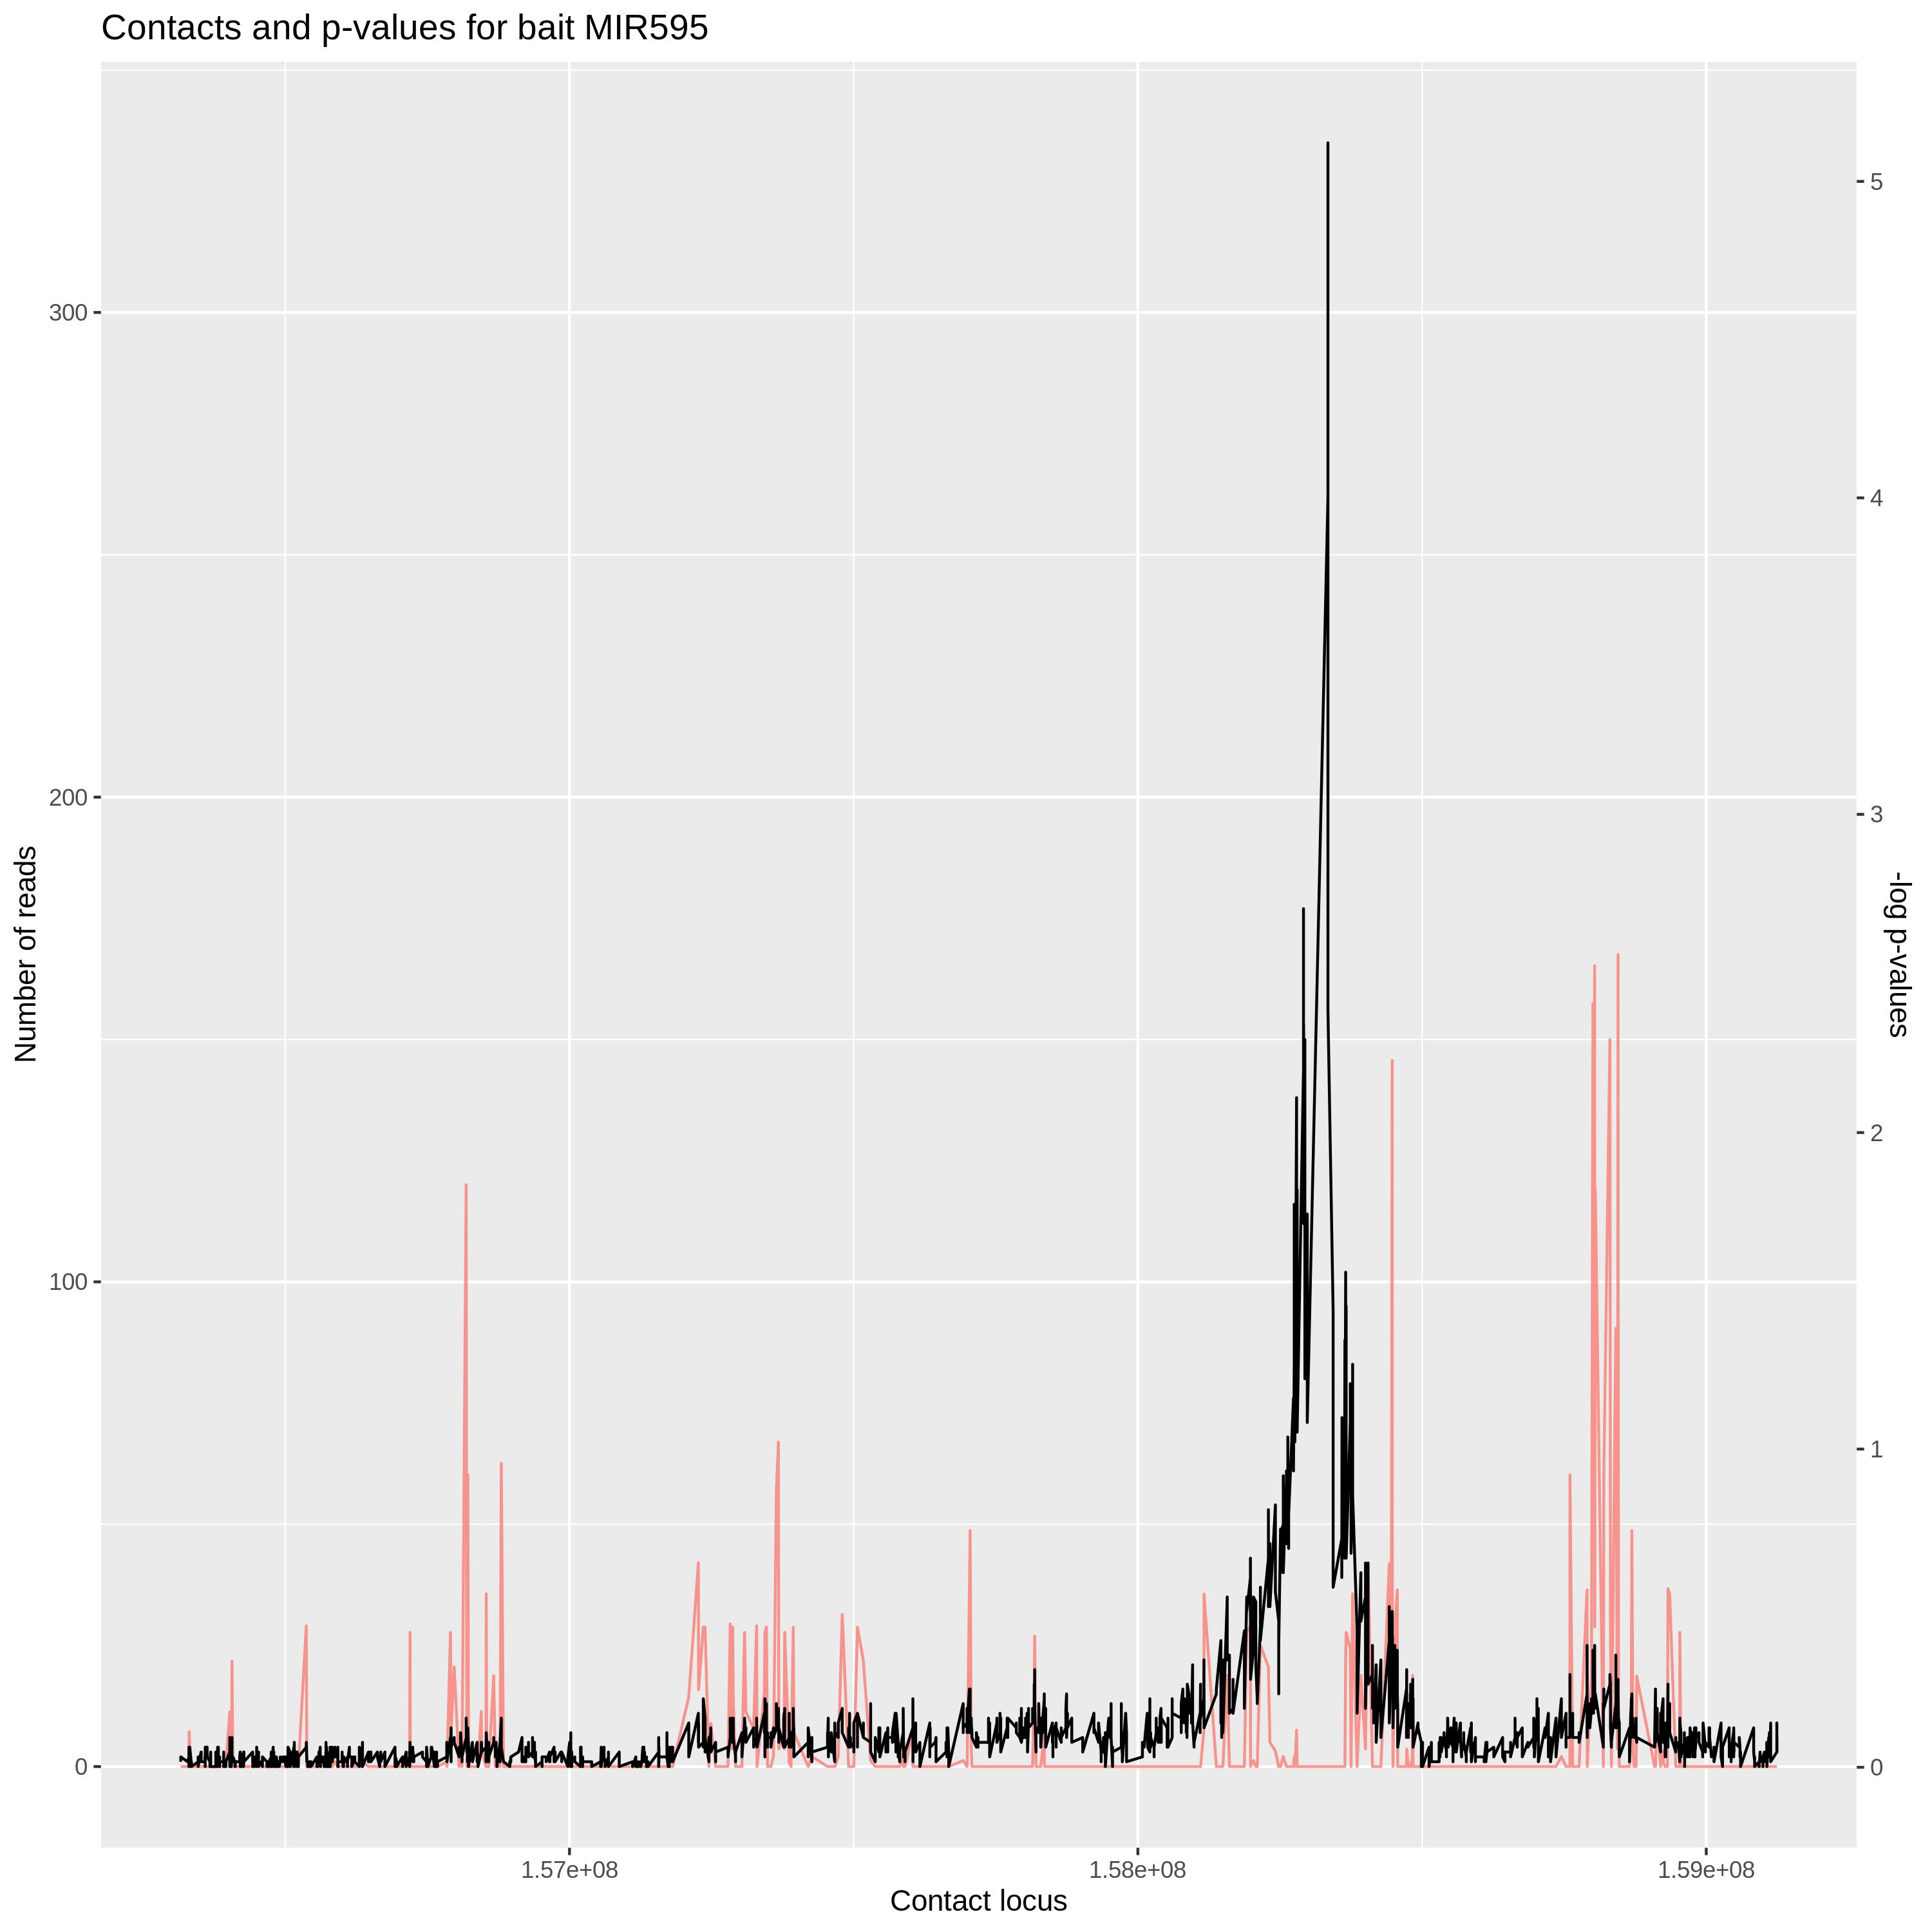 Contacts and p-values for bait MIR595
Number of reads
300
200
100
0
5
4
3
2
1
0
-log p-values
1.57e+08
1.58e+08
1.59e+08
Contact locus